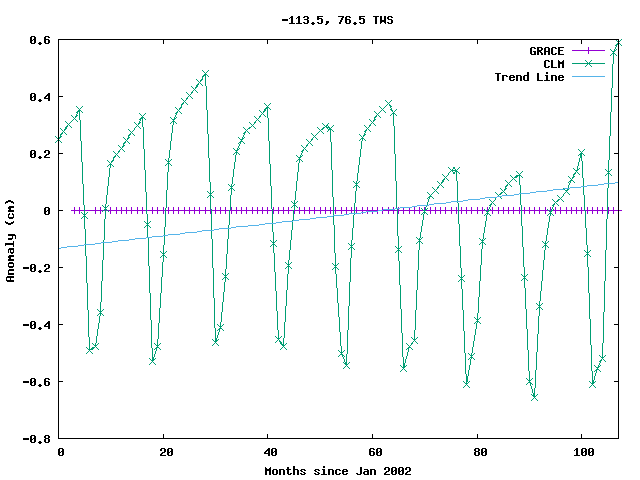 -113.5, 76.5 TWS
GRACE
CLM
Trend Line
0.6
0.4
0.2
0
-0.2
-0.4
-0.6
-0.8
Anomaly (cm)
0 20 40 60 80 100
Months since Jan 2002